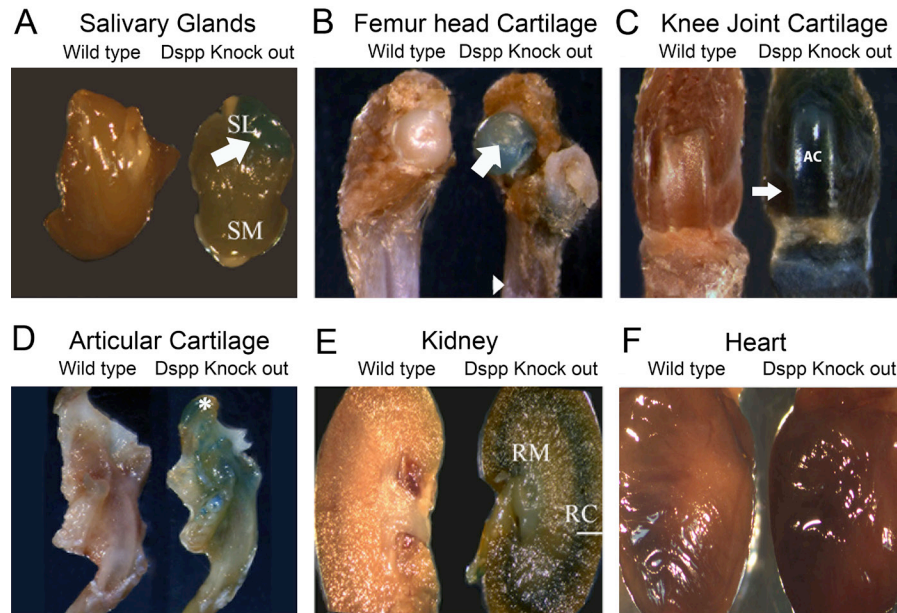 A Salivary Glands
Wild type Dspp Knock out
SL
SM
B Femur head Cartilage
Wild type Dspp Knock out
C Knee Joint Cartilage
Wild type Dspp Knock out
AC
D Articular Cartilage
Wild type Dspp Knock out
*
E Kidney
Wild type Dspp Knock out
RM
RC
F Heart
Wild type Dspp Knock out